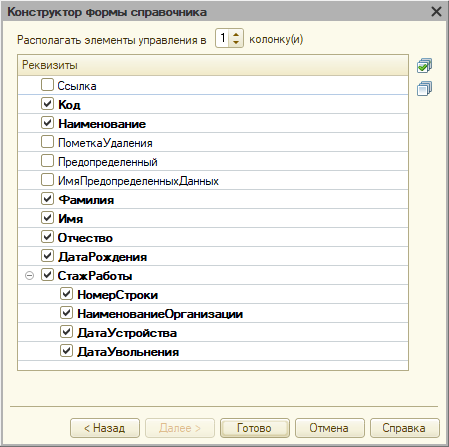 Конструктор формы справочника
Располагать элементы управления в 1 колонку(и)
Реквизиты
Ссылка
Код
Наименование
ПометкаУдаления
Предопределенный
ИмяПредопределенныхДанных
Фамилия
Имя
Отчество
ДатаРождения
СтажРаботы
НомерСтроки
НаименованиеОрганизации
ДатаУстройства
ДатаУвольнения
< Назад Далее > Готово Отмена Справка